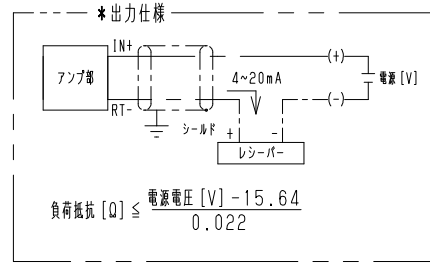 *出力仕様
IN+
(+)
アンプ部
4~20mA
電源 [V]
RT-
(-)
シールド
+ -
レシーバー
負荷抵抗 [Ω] ≦ 電源電圧 [V] -15.64
0.022